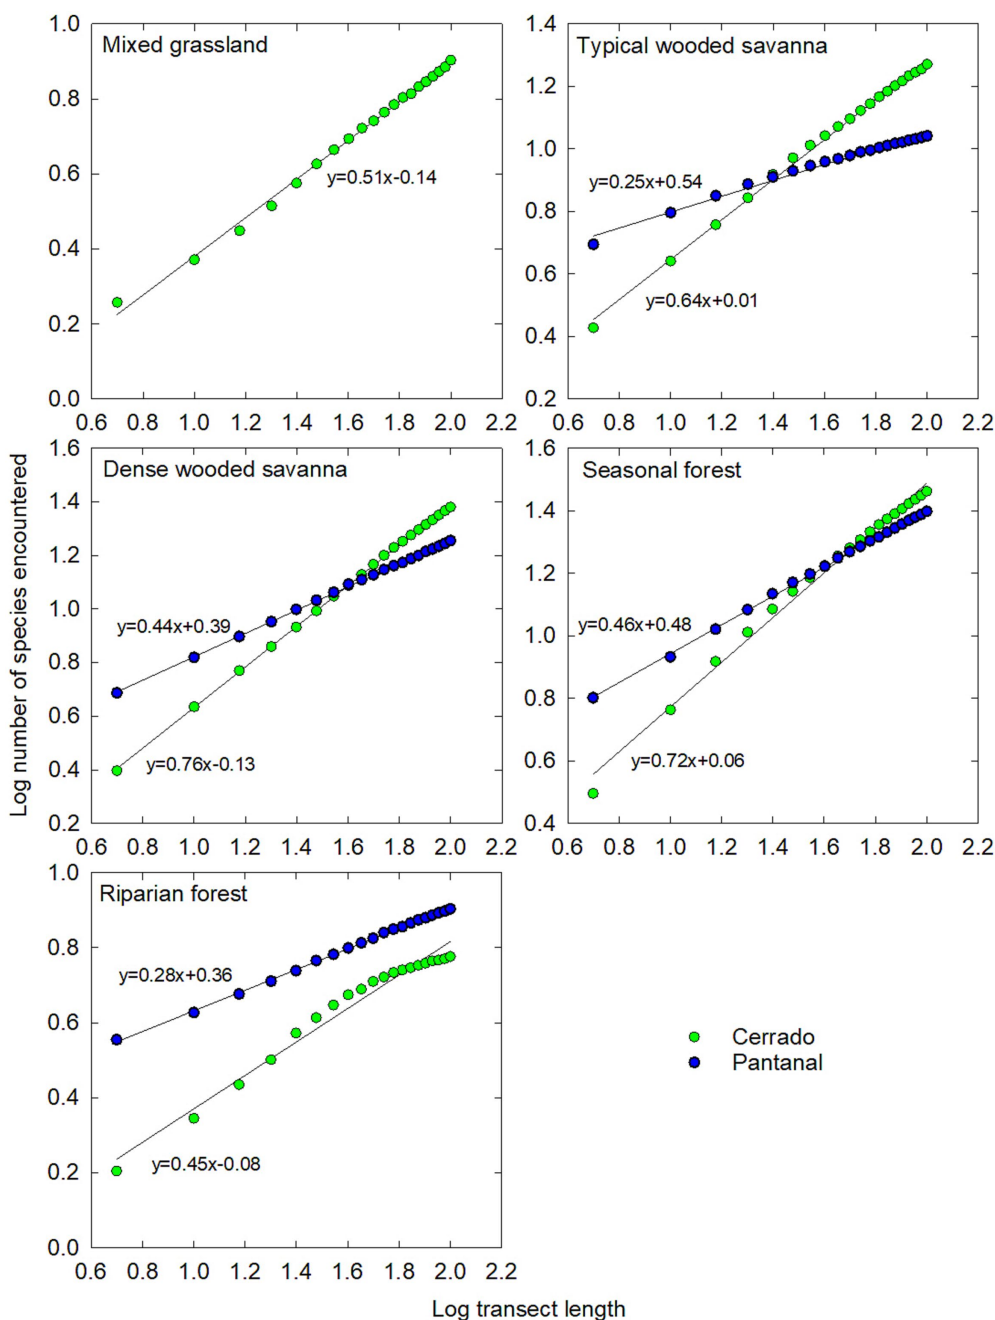 Mixed grassland
1.0
0.8
0.6
0.4
0.2
0.0
y=0.51x-0.14
0.6 0.8 1.0 1.2 1.4 1.6 1.8 2.0 2.2
Typical wooded savanna
1.4
1.2
1.0
0.8
0.6
0.4
0.2
y=0.25x+0.54
y=0.64x+0.01
0.6 0.8 1.0 1.2 1.4 1.6 1.8 2.0 2.2
Log number of species encountered
Dense wooded savanna
1.6
1.4
1.2
1.0
0.8
0.6
0.4
0.2
y=0.44x+0.39
y=0.76x-0.13
0.6 0.8 1.0 1.2 1.4 1.6 1.8 2.0 2.2
Seasonal forest
1.6
1.4
1.2
1.0
0.8
0.6
0.4
y=0.46x+0.48
y=0.72x+0.06
0.6 0.8 1.0 1.2 1.4 1.6 1.8 2.0 2.2
Riparian forest
1.0
0.8
0.6
0.4
0.2
0.0
y=0.28x+0.36
y=0.45x-0.08
0.6 0.8 1.0 1.2 1.4 1.6 1.8 2.0 2.2
Cerrado
Pantanal
Log transect length